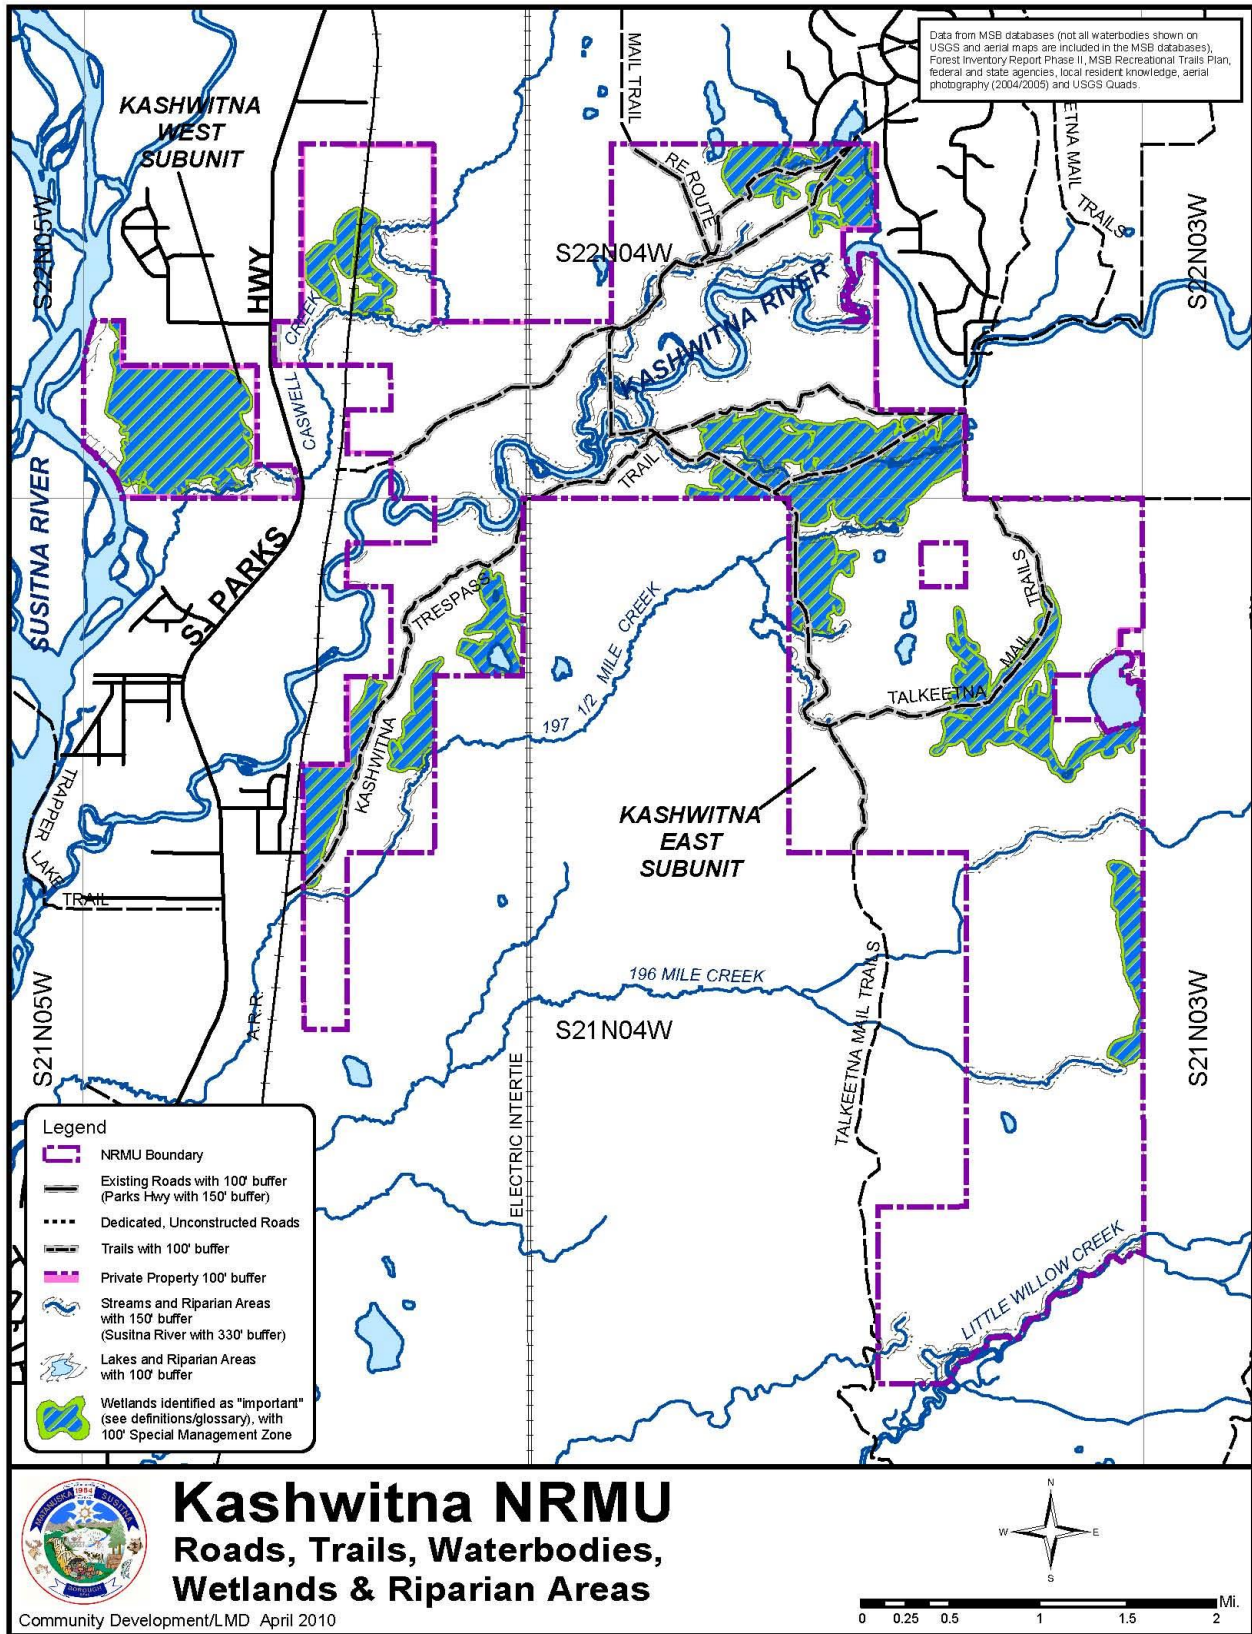 Data from MSB databases (not all waterbodies shown on
USGS and aerial maps are included in the MSB databases),
Forest Inventory Report Phase II, MSB Recreational Trails Plan,
federal and state agencies, local resident knowledge, aerial
photography (2004/2005) and USGS Quads.
KASHWITNA
WEST
SUBUNIT
MAIL TRAIL
RE-ROUTE
ETNA MAIL
TRAILS
S22N05W
S22N04W
S22N03W
HWY
CASWELL CREEK
KASHWITNA RIVER
SUSITNA RIVER
S. PARKS
TRAIL
TRESPASS
KASHWITNA
197 1/2 MILE CREEK
TALKEETNA MAIL TRAILS
TRAPPER
LAKE
TRAIL
KASHWITNA
EAST
SUBUNIT
196 MILE CREEK
TALKEETNA MAIL TRAILS
S21N05W
A.R.R.
S21N04W
S21N03W
ELECTRIC INTERTIE
LITTLE WILLOW CREEK
Legend
NRMU Boundary
Existing Roads with 100' buffer
(Parks Hwy with 150' buffer)
Dedicated, Unconstructed Roads
Trails with 100' buffer
Private Property 100' buffer
Streams and Riparian Areas
with 150' buffer
(Susitna River with 330' buffer)
Lakes and Riparian Areas
with 100' buffer
Wetlands identified as "important"
(see definitions/glossary), with
100' Special Management Zone
MATANUSKA 1964 SUSITNA
BOROUGH
Kashwitna NRMU
Roads, Trails, Waterbodies,
Wetlands & Riparian Areas
Community Development/LMD April 2010
N
W
E
S
0 0.25 0.5 1 1.5 2 Mi.